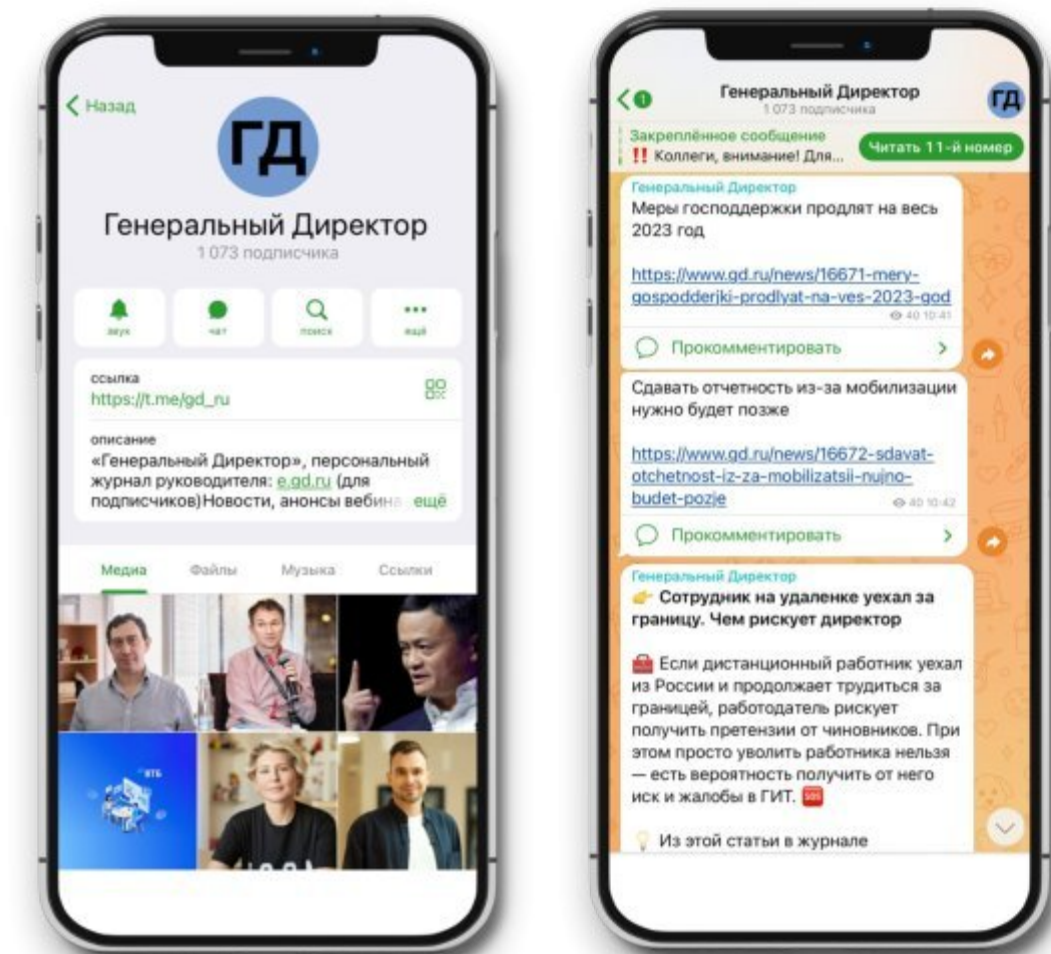 Назад
ГД
Генеральный Директор
1 073 подписчика
звук
чат
поиск
ещё
ссылка
https://t.me/gd_ru
описание
«Генеральный Директор», персональный
журнал руководителя: e.gd.ru (для
подписчиков)Новости, анонсы вебина ещё
Медиа
Файлы
Музыка
Ссылки
ВТБ
1
Генеральный Директор
1 073 подписчика
ГД
Закреплённое сообщение
‼️ Коллеги, внимание! Для...
Читать 11-й номер
Генеральный Директор
Меры господдержки продлят на весь
2023 год
https://www.gd.ru/news/16671-mery-
gospodderjki-prodlyat-na-ves-2023-god
40 10:41
Прокомментировать
Сдавать отчетность из-за мобилизации
нужно будет позже
https://www.gd.ru/news/16672-sdavat-
otchetnost-iz-za-mobilizatsii-nujno-
budet-pozje
40 10:42
Прокомментировать
Генеральный Директор
👉 Сотрудник на удаленке уехал за
границу. Чем рискует директор
🧰 Если дистанционный работник уехал
из России и продолжает трудиться за
границей, работодатель рискует
получить претензии от чиновников. При
этом просто уволить работника нельзя
— есть вероятность получить от него
иск и жалобы в ГИТ. 🆘
💡 Из этой статьи в журнале